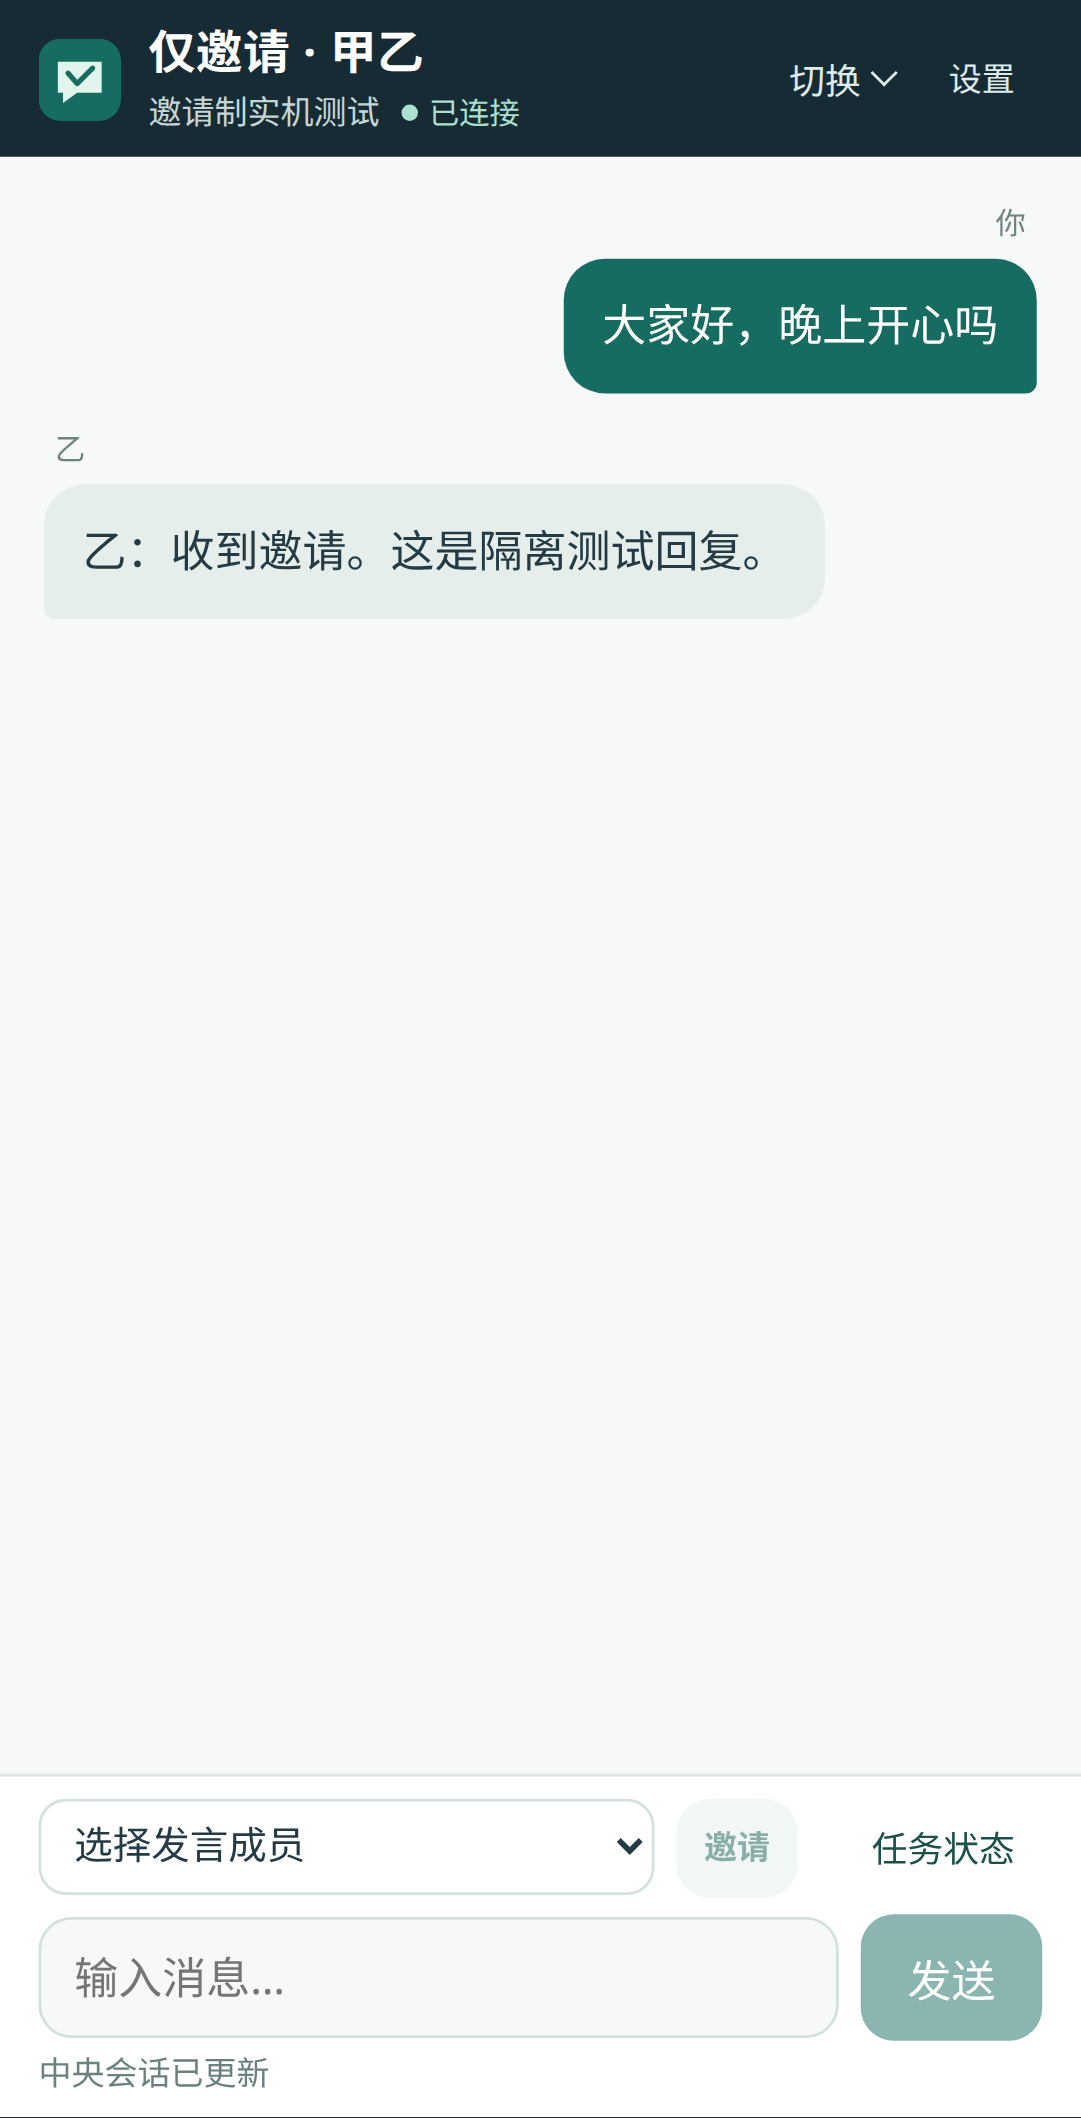 仅邀请 · 甲乙
邀请制实机测试 已连接
切换 设置
你
大家好，晚上开心吗
乙
乙：收到邀请。这是隔离测试回复。
选择发言成员 邀请 任务状态
输入消息... 发送
中央会话已更新